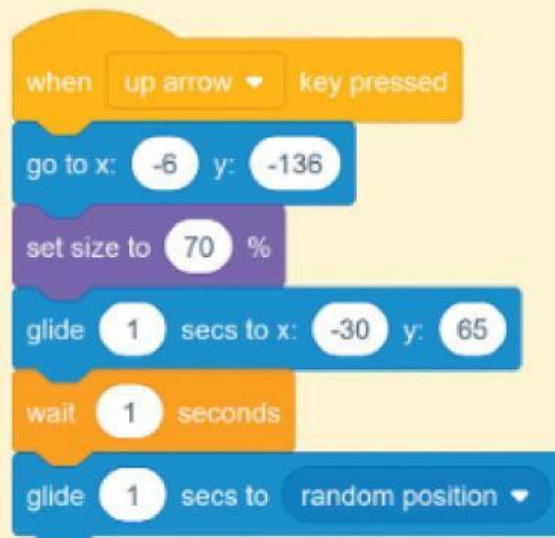 when up arrow key pressed
go to x: -6 y: -136
set size to 70 %
glide 1 secs to x: -30 y: 65
wait 1 seconds
glide 1 secs to random position